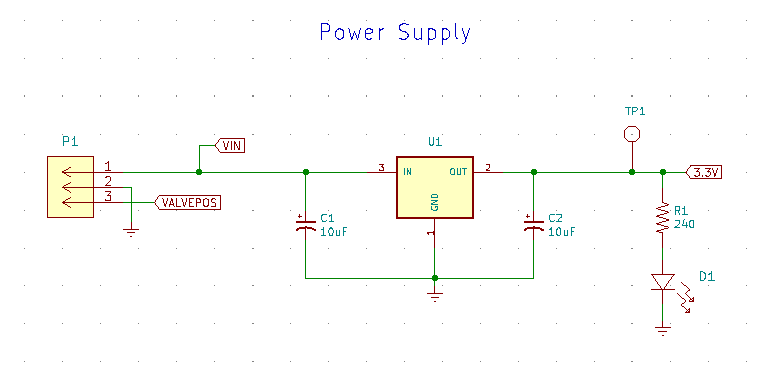 Power Supply
TP1
P1
VIN
U1
1
2
3
VALVEPOS
3
IN
OUT
2
GND
1
3.3V
C1
10uF
C2
10uF
R1
240
D1